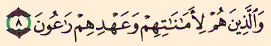 وَٱلَّذِينَ هُمْ لِأَمَٰنَٰتِهِمْ وَعَهْدِهِمْ رَٰعُونَ ٨